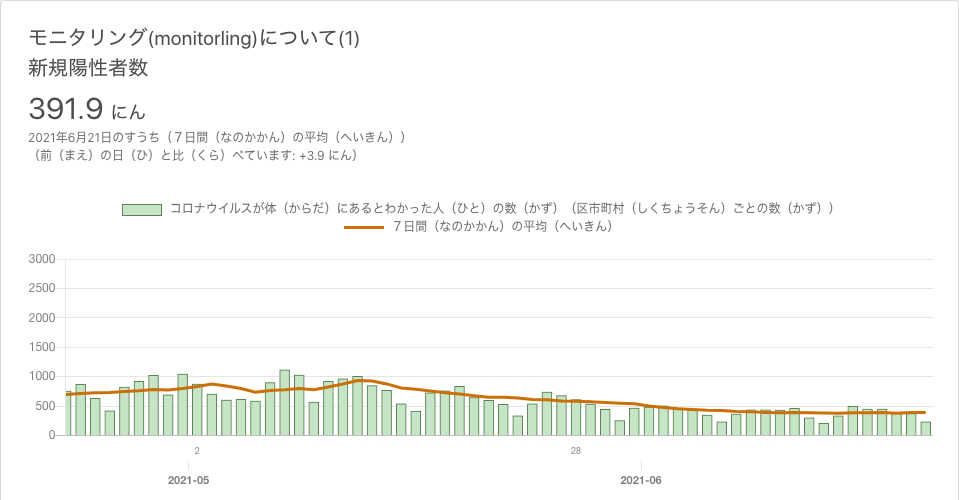 モニタリング(monitorling)について(1)
新規陽性者数
391.9 にん
2021年6月21日のすうち（７日間（なのかかん）の平均（へいきん））
（前（まえ）の日（ひ）と比（くら）べています: +3.9 にん）
コロナウイルスが体（からだ）にあるとわかった人（ひと）の数（かず）（区市町村（しくちょうそん）ごとの数（かず））
７日間（なのかかん）の平均（へいきん）
3000
2500
2000
1500
1000
500
0
2 28
2021-05 2021-06